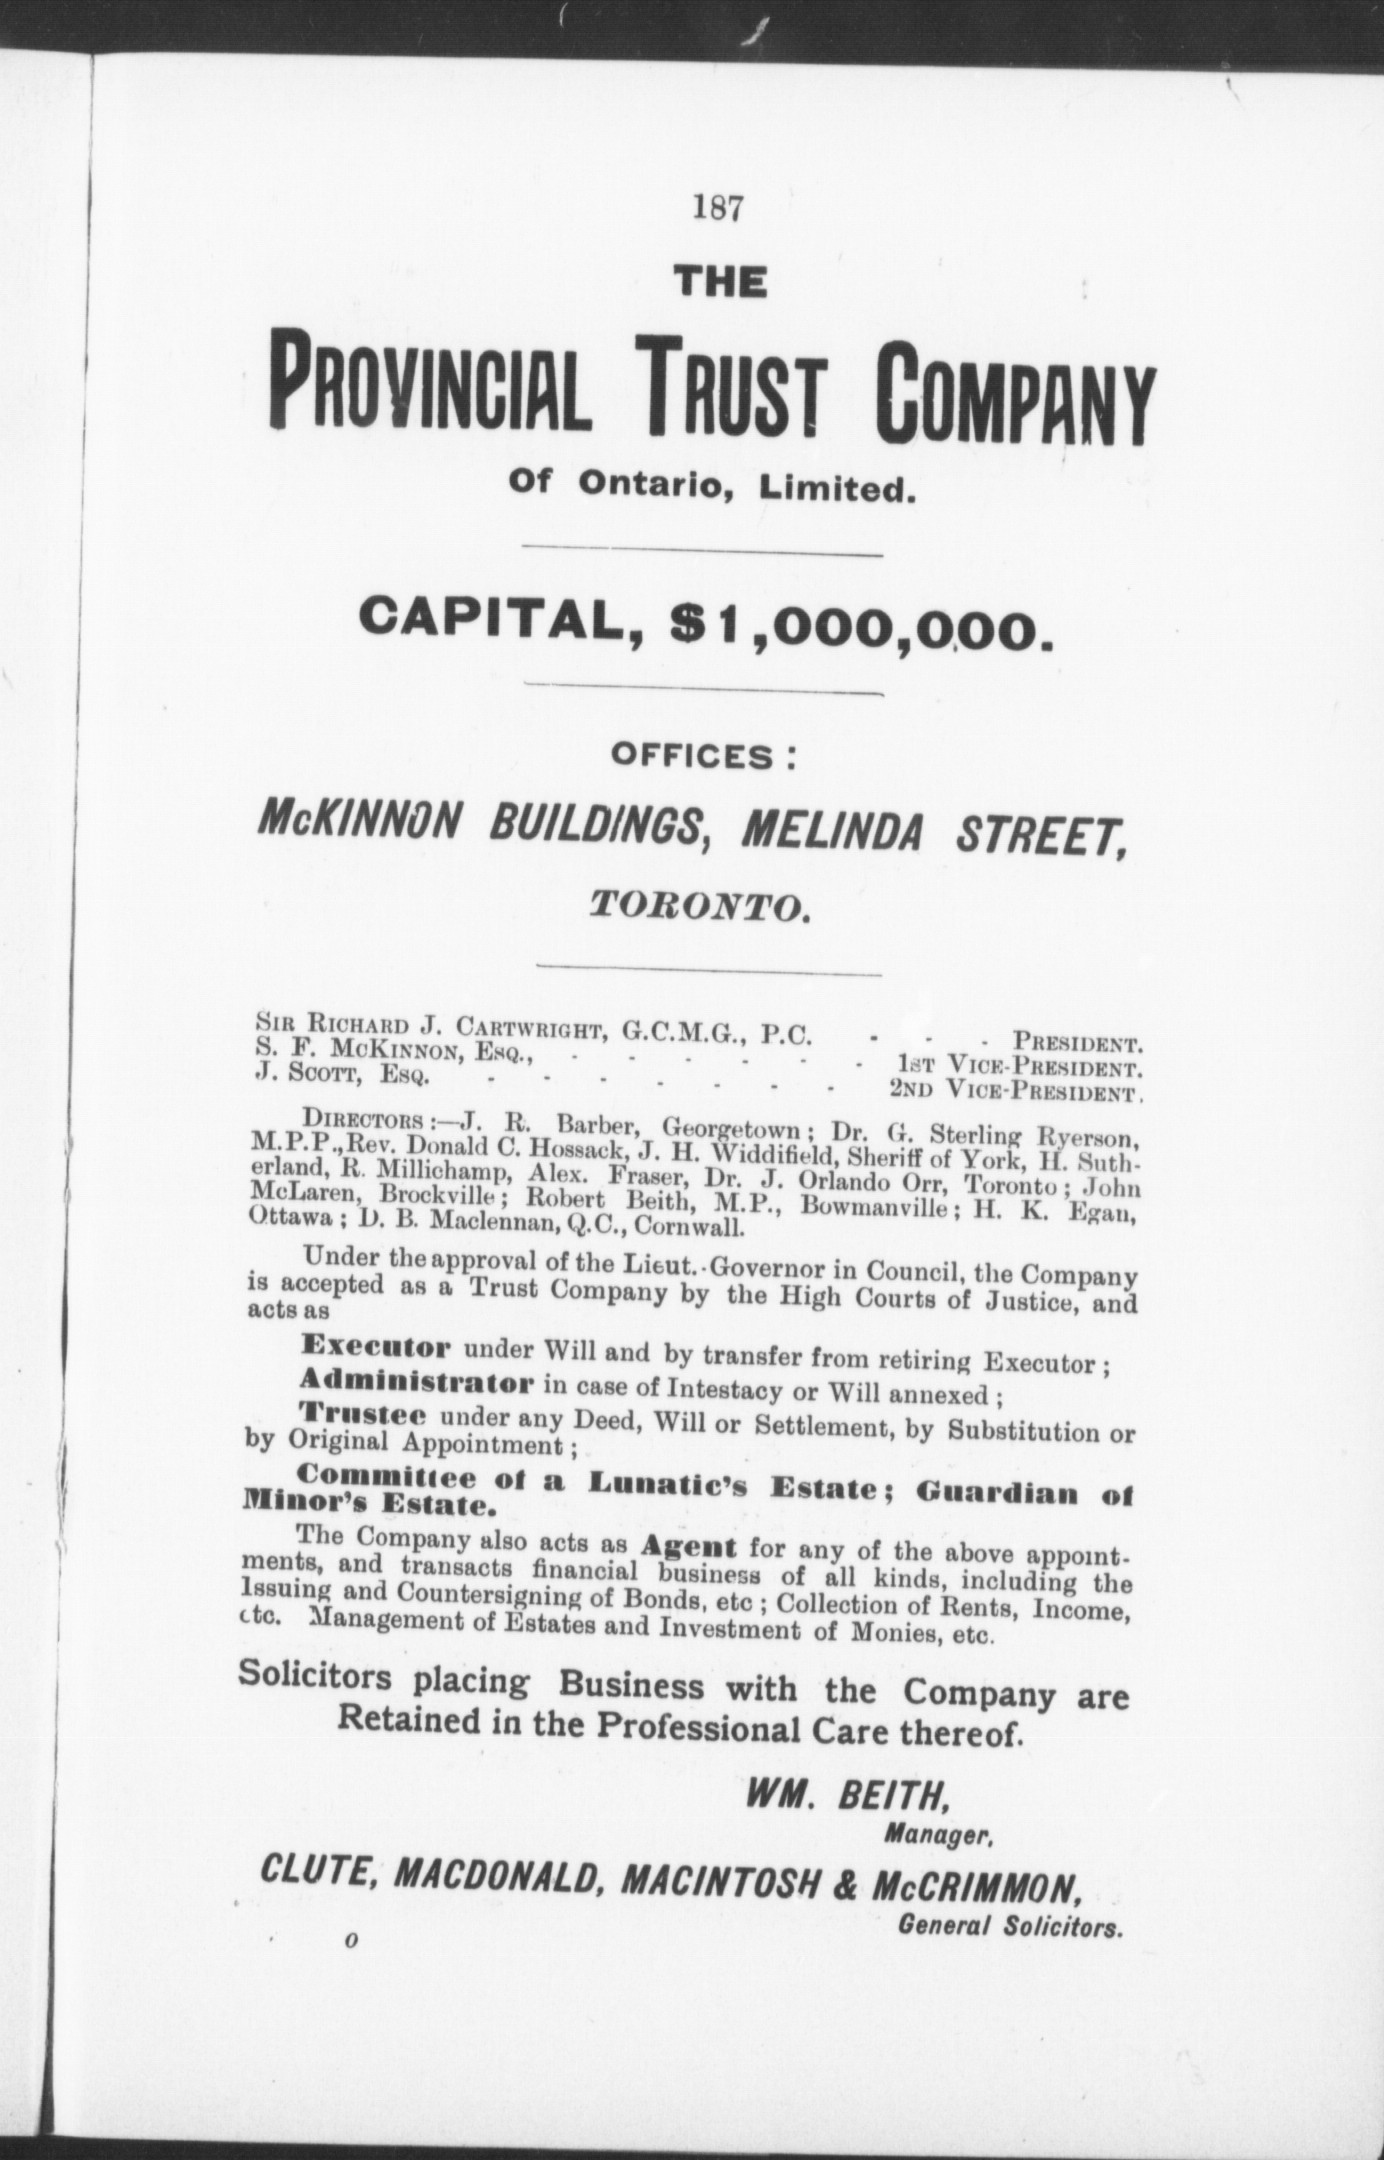 187
THE
PROVINCIAL TRUST COMPANY
Of Ontario, Limited.
CAPITAL, $1,000,000.
OFFICES :
McKINNON BUILDINGS, MELINDA STREET,
TORONTO.
SIR RICHARD J. CARTWRIGHT, G.C.M.G., P.C. - - - PRESIDENT.
S. F. MCKINNON, ESQ., - - - - - - 1ST VICE-PRESIDENT.
J. SCOTT, ESQ. - - - - - - - 2ND VICE-PRESIDENT.
DIRECTORS :—J. R. Barber, Georgetown ; Dr. G. Sterling Ryerson,
M.P.P., Rev. Donald C. Hossack, J. H. Widdifield, Sheriff of York, H. Suth-
erland, R. Millichamp, Alex. Fraser, Dr. J. Orlando Orr, Toronto ; John
McLaren, Brockville ; Robert Beith, M.P., Bowmanville ; H. K. Egan,
Ottawa ; D. B. Maclennan, Q.C., Cornwall.
Under the approval of the Lieut.-Governor in Council, the Company
is accepted as a Trust Company by the High Courts of Justice, and
acts as
Executor under Will and by transfer from retiring Executor ;
Administrator in case of Intestacy or Will annexed ;
Trustee under any Deed, Will or Settlement, by Substitution or
by Original Appointment ;
Committee of a Lunatic's Estate ; Guardian of
Minor's Estate.
The Company also acts as Agent for any of the above appoint-
ments, and transacts financial business of all kinds, including the
Issuing and Countersigning of Bonds, etc ; Collection of Rents, Income,
etc. Management of Estates and Investment of Monies, etc.
Solicitors placing Business with the Company are
Retained in the Professional Care thereof.
WM. BEITH,
Manager.
CLUTE, MACDONALD, MACINTOSH & McCRIMMON,
General Solicitors.
o